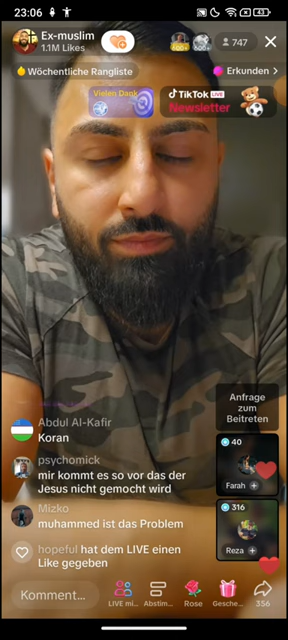 23:06
43
Ex-muslim
1.1M Likes
600+
600+
747
Wöchentliche Rangliste
Erkunden >
Vielen Dank
TikTok LIVE
Newsletter
Anfrage
zum
Beitreten
Abdul Al-Kafir
Koran
40
psychomick
mir kommt es so vor das der
Jesus nicht gemocht wird
Farah +
Mizko
muhammed ist das Problem
316
hopeful hat dem LIVE einen
Like gegeben
Reza +
Komment...
LIVE mi...
Abstim...
Rose
Gesche...
356